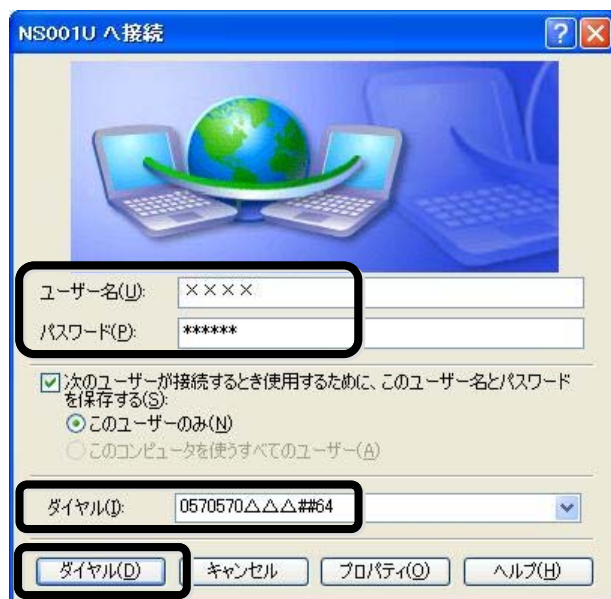 NS001U へ接続
ユーザー名(U):
××××
パスワード(P):
******
次のユーザーが接続するとき使用するために、このユーザー名とパスワード
を保存する(S):
このユーザーのみ(N)
このコンピュータを使うすべてのユーザー(A)
ダイヤル(I):
0570570△△△##64
ダイヤル(D)
キャンセル
プロパティ(O)
ヘルプ(H)